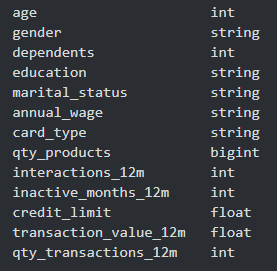 age int
gender string
dependents int
education string
marital_status string
annual_wage string
card_type string
qty_products bigint
interactions_12m int
inactive_months_12m int
credit_limit float
transaction_value_12m float
qty_transactions_12m int